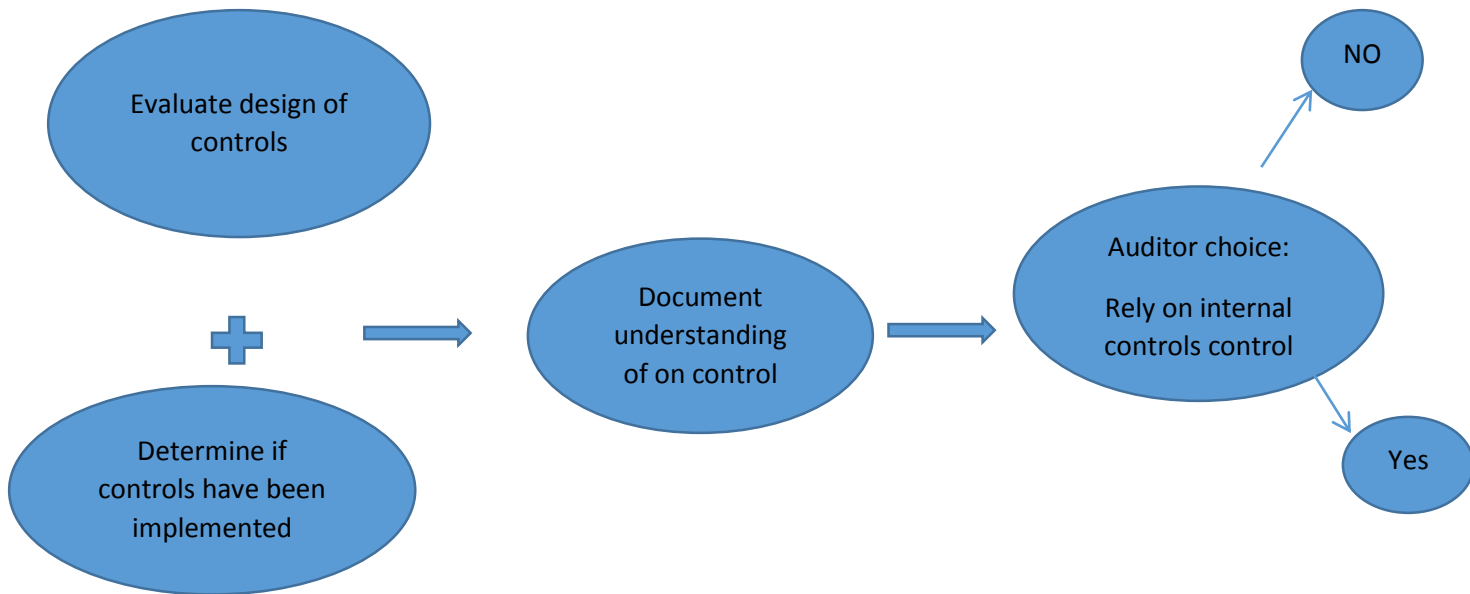 Evaluate design of
controls
Determine if
controls have been
implemented
Document
understanding
of on control
Auditor choice:
Rely on internal
controls control
NO
Yes